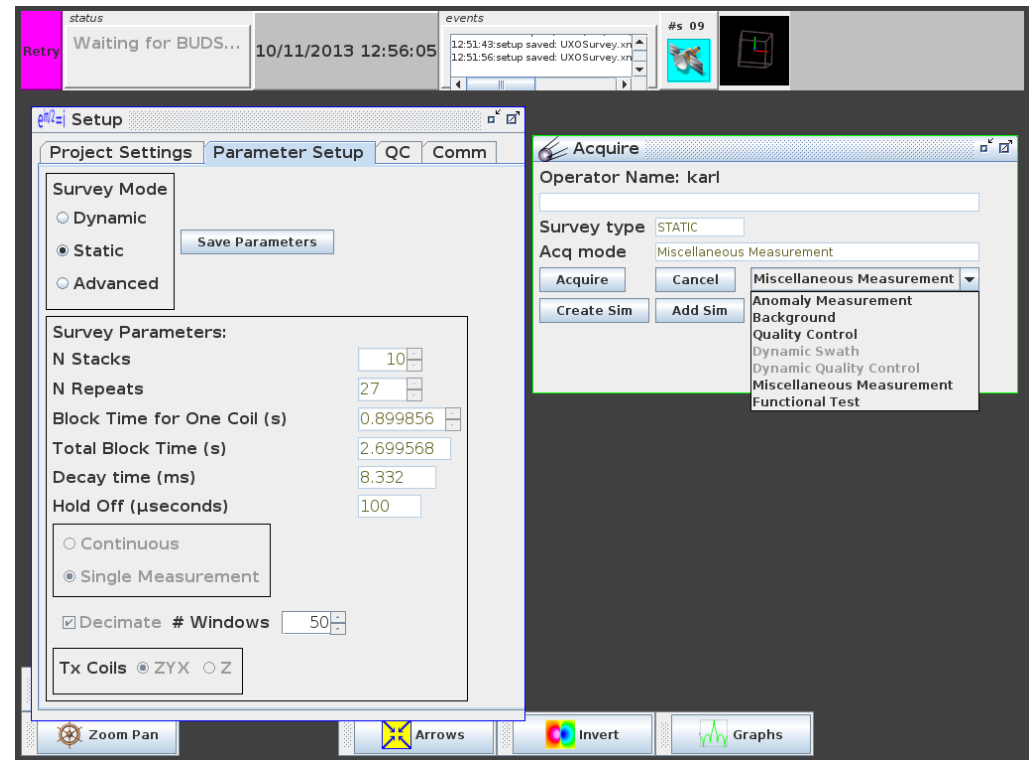 status
Retry
Waiting for BUDS...
10/11/2013 12:56:05
events
12:51:43:setup saved: UXOSurvey.xn
12:51:56:setup saved: UXOSurvey.xn
#s 09
Setup
Project Settings Parameter Setup QC Comm
Survey Mode
Dynamic
Static
Advanced
Save Parameters
Survey Parameters:
N Stacks 10
N Repeats 27
Block Time for One Coil (s) 0.899856
Total Block Time (s) 2.699568
Decay time (ms) 8.332
Hold Off (µseconds) 100
Continuous
Single Measurement
Decimate # Windows 50
Tx Coils ZYX Z
Acquire
Operator Name: karl
Survey type STATIC
Acq mode Miscellaneous Measurement
Acquire Cancel Miscellaneous Measurement
Create Sim Add Sim
Anomaly Measurement
Background
Quality Control
Dynamic Swath
Dynamic Quality Control
Miscellaneous Measurement
Functional Test
Zoom Pan Arrows Invert Graphs